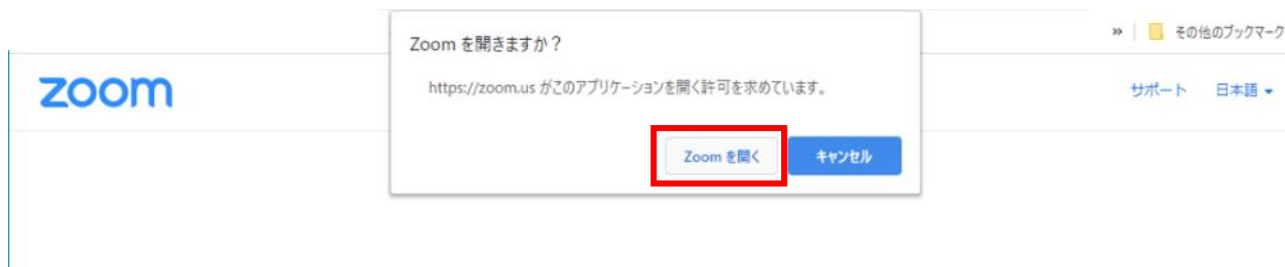 Zoom を開きますか？
» その他のブックマーク
zoom
https://zoom.us がこのアプリケーションを開く許可を求めています。
サポート 日本語
Zoom を開く キャンセル